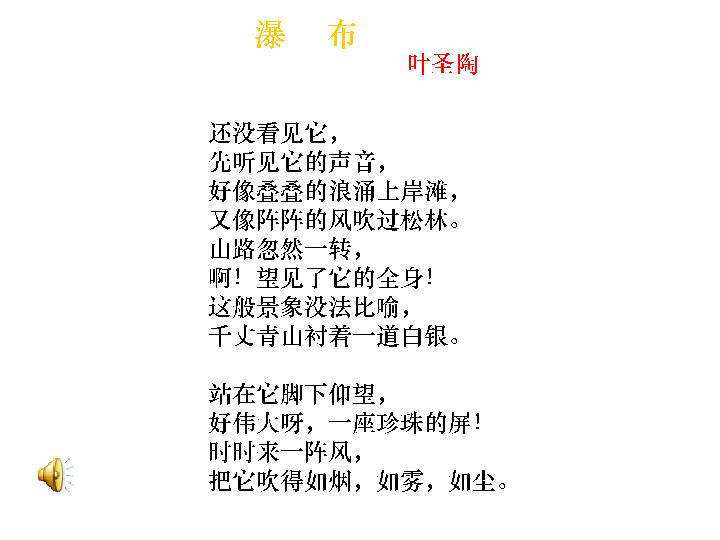 瀑 布
叶圣陶
还没看见它，
先听见它的声音，
好像叠叠的浪涌上岸滩，
又像阵阵的风吹过松林。
山路忽然一转，
啊！望见了它的全身！
这般景象没法比喻，
千丈青山衬着一道白银。
站在它脚下仰望，
好伟大呀，一座珍珠的屏！
时时来一阵风，
把它吹得如烟，如雾，如尘。